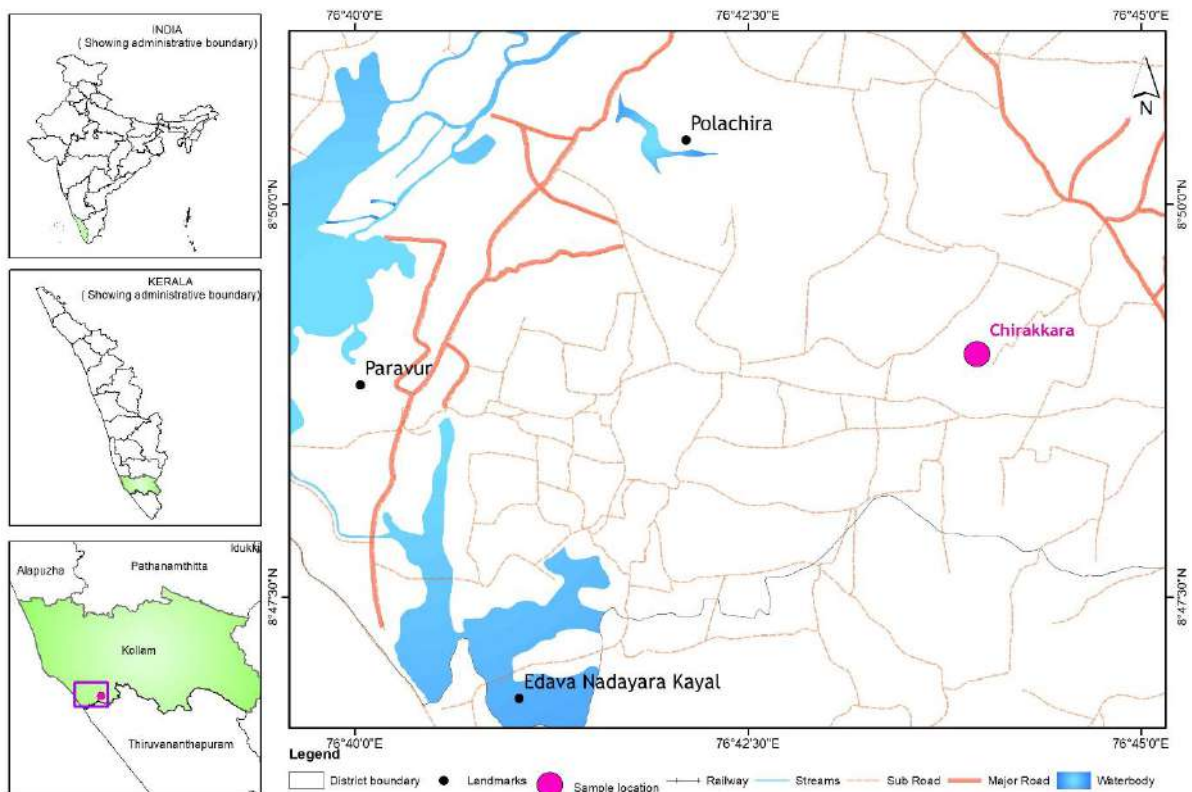 INDIA
( Showing administrative boundary)
KERALA
( Showing administrative boundary)
Idukki
Alapuzha
Pathanamthitta
Kollam
Thiruvananthapuram
76°40'0"E
76°42'30"E
76°45'0"E
N
8°50'0"N
8°50'0"N
Polachira
Chirakkara
Paravur
8°47'30"N
8°47'30"N
Edava Nadayara Kayal
76°40'0"E
76°42'30"E
76°45'0"E
Legend
District boundary
Landmarks
Sample location
Railway
Streams
Sub Road
Major Road
Waterbody